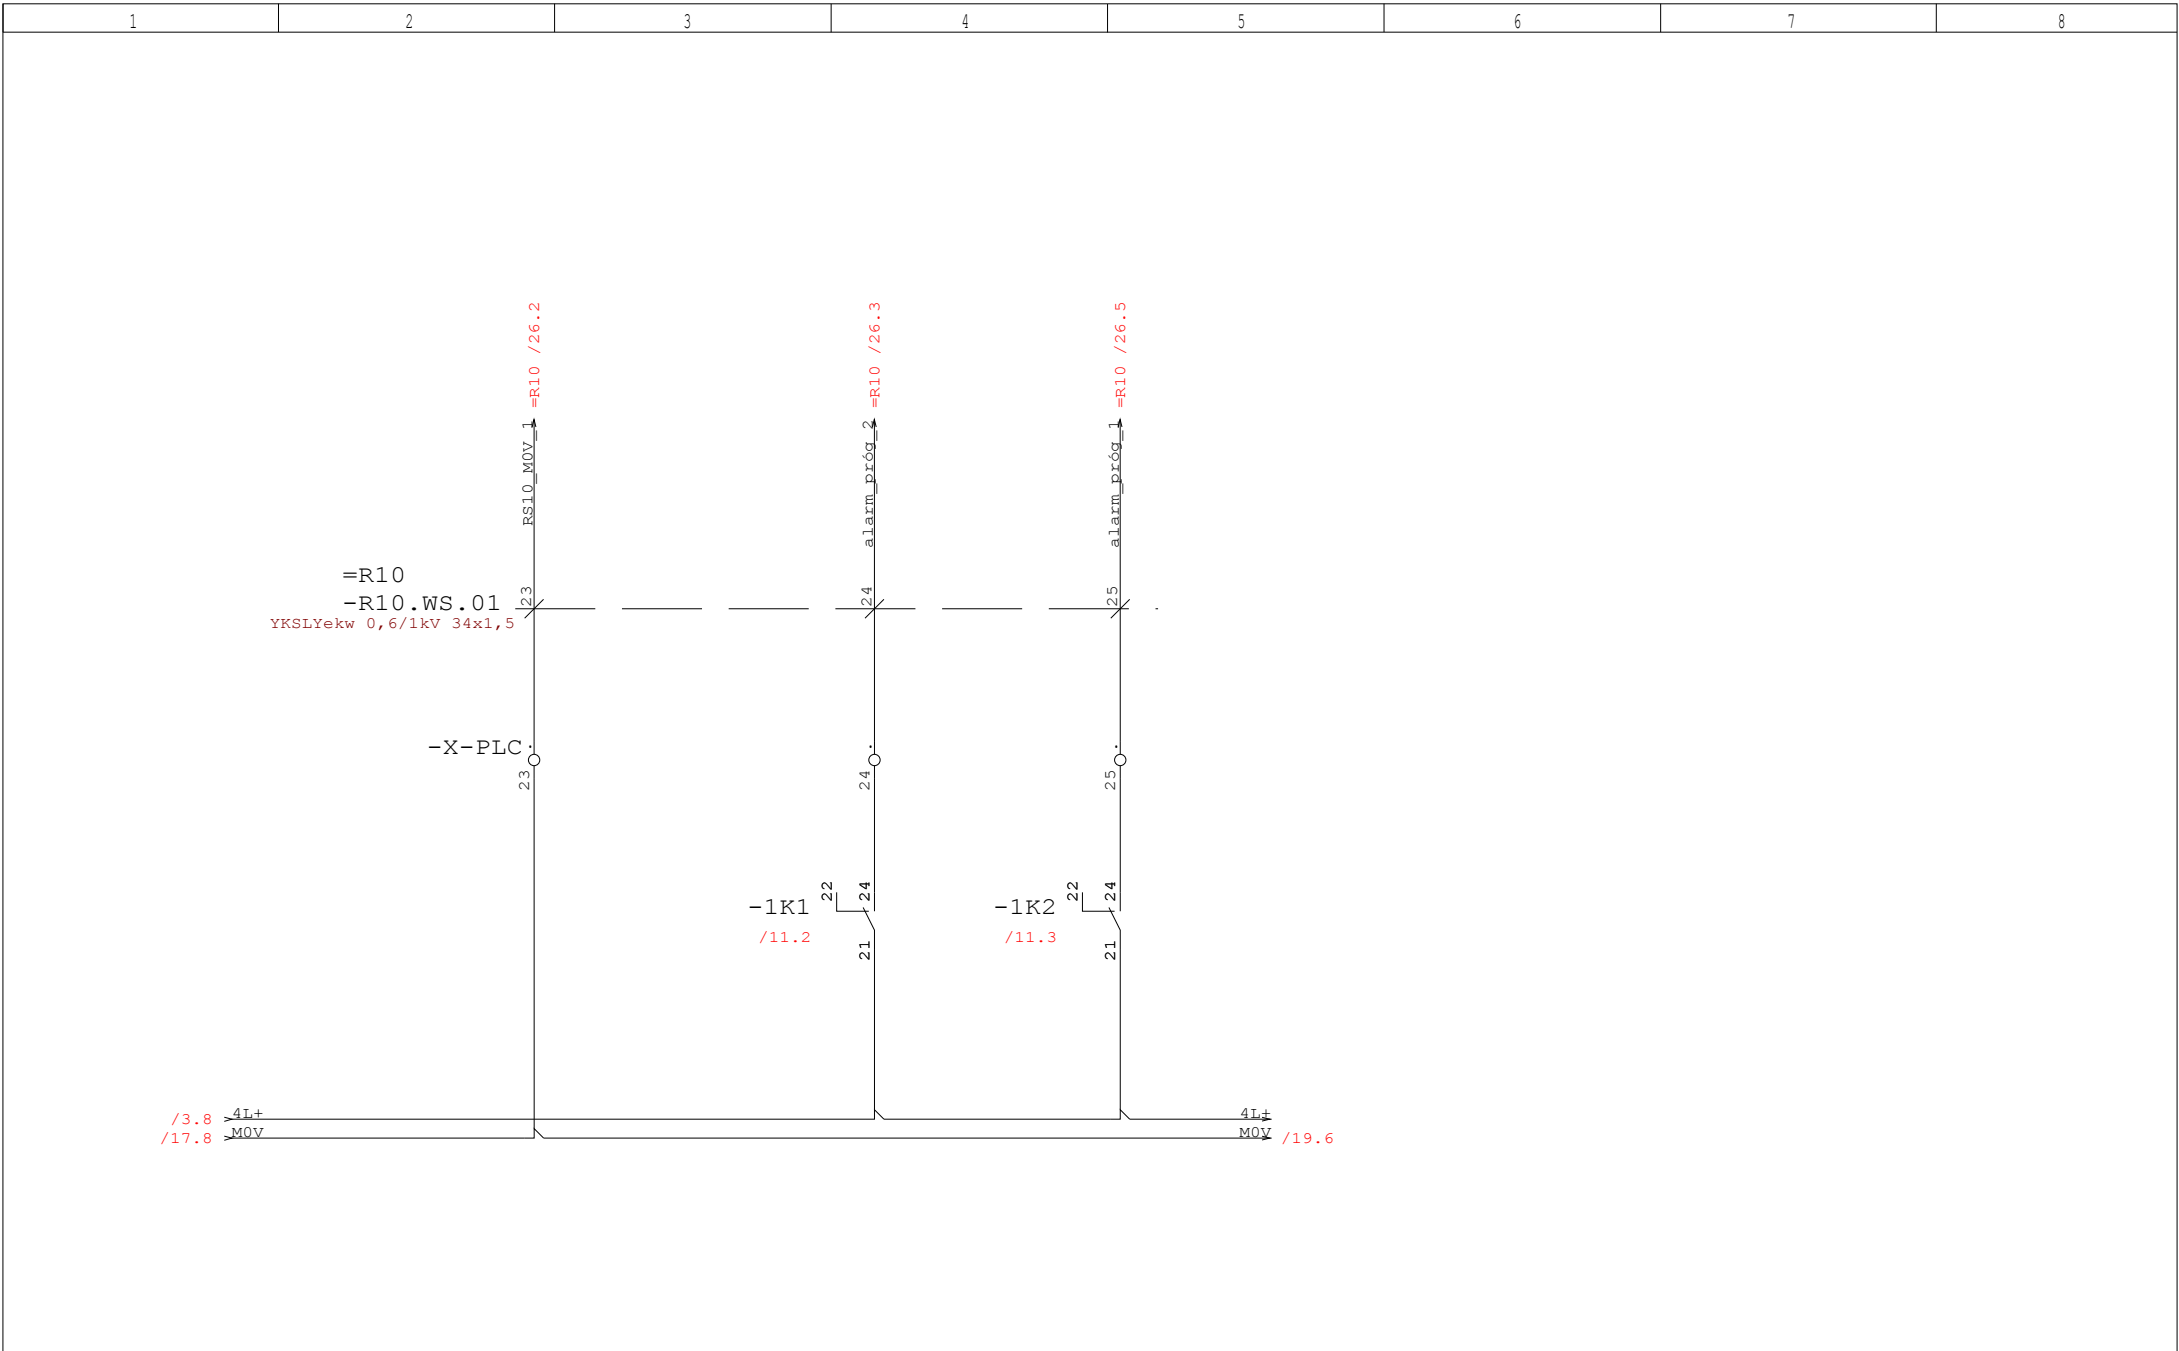 1 2 3 4 5 6 7 8
=R10 /26.2
=R10 /26.3
=R10 /26.5
RS10_M0V_1
alarm_próg_2
alarm_próg_1
=R10
-R10.WS.01
YKSLYekw 0,6/1kV 34x1,5
23
24
25
-X-PLC
23
24
25
-1K1
/11.2
22
24
21
-1K2
/11.3
22
24
21
/3.8 4L+ 4L+
/17.8 M0V M0V /19.6